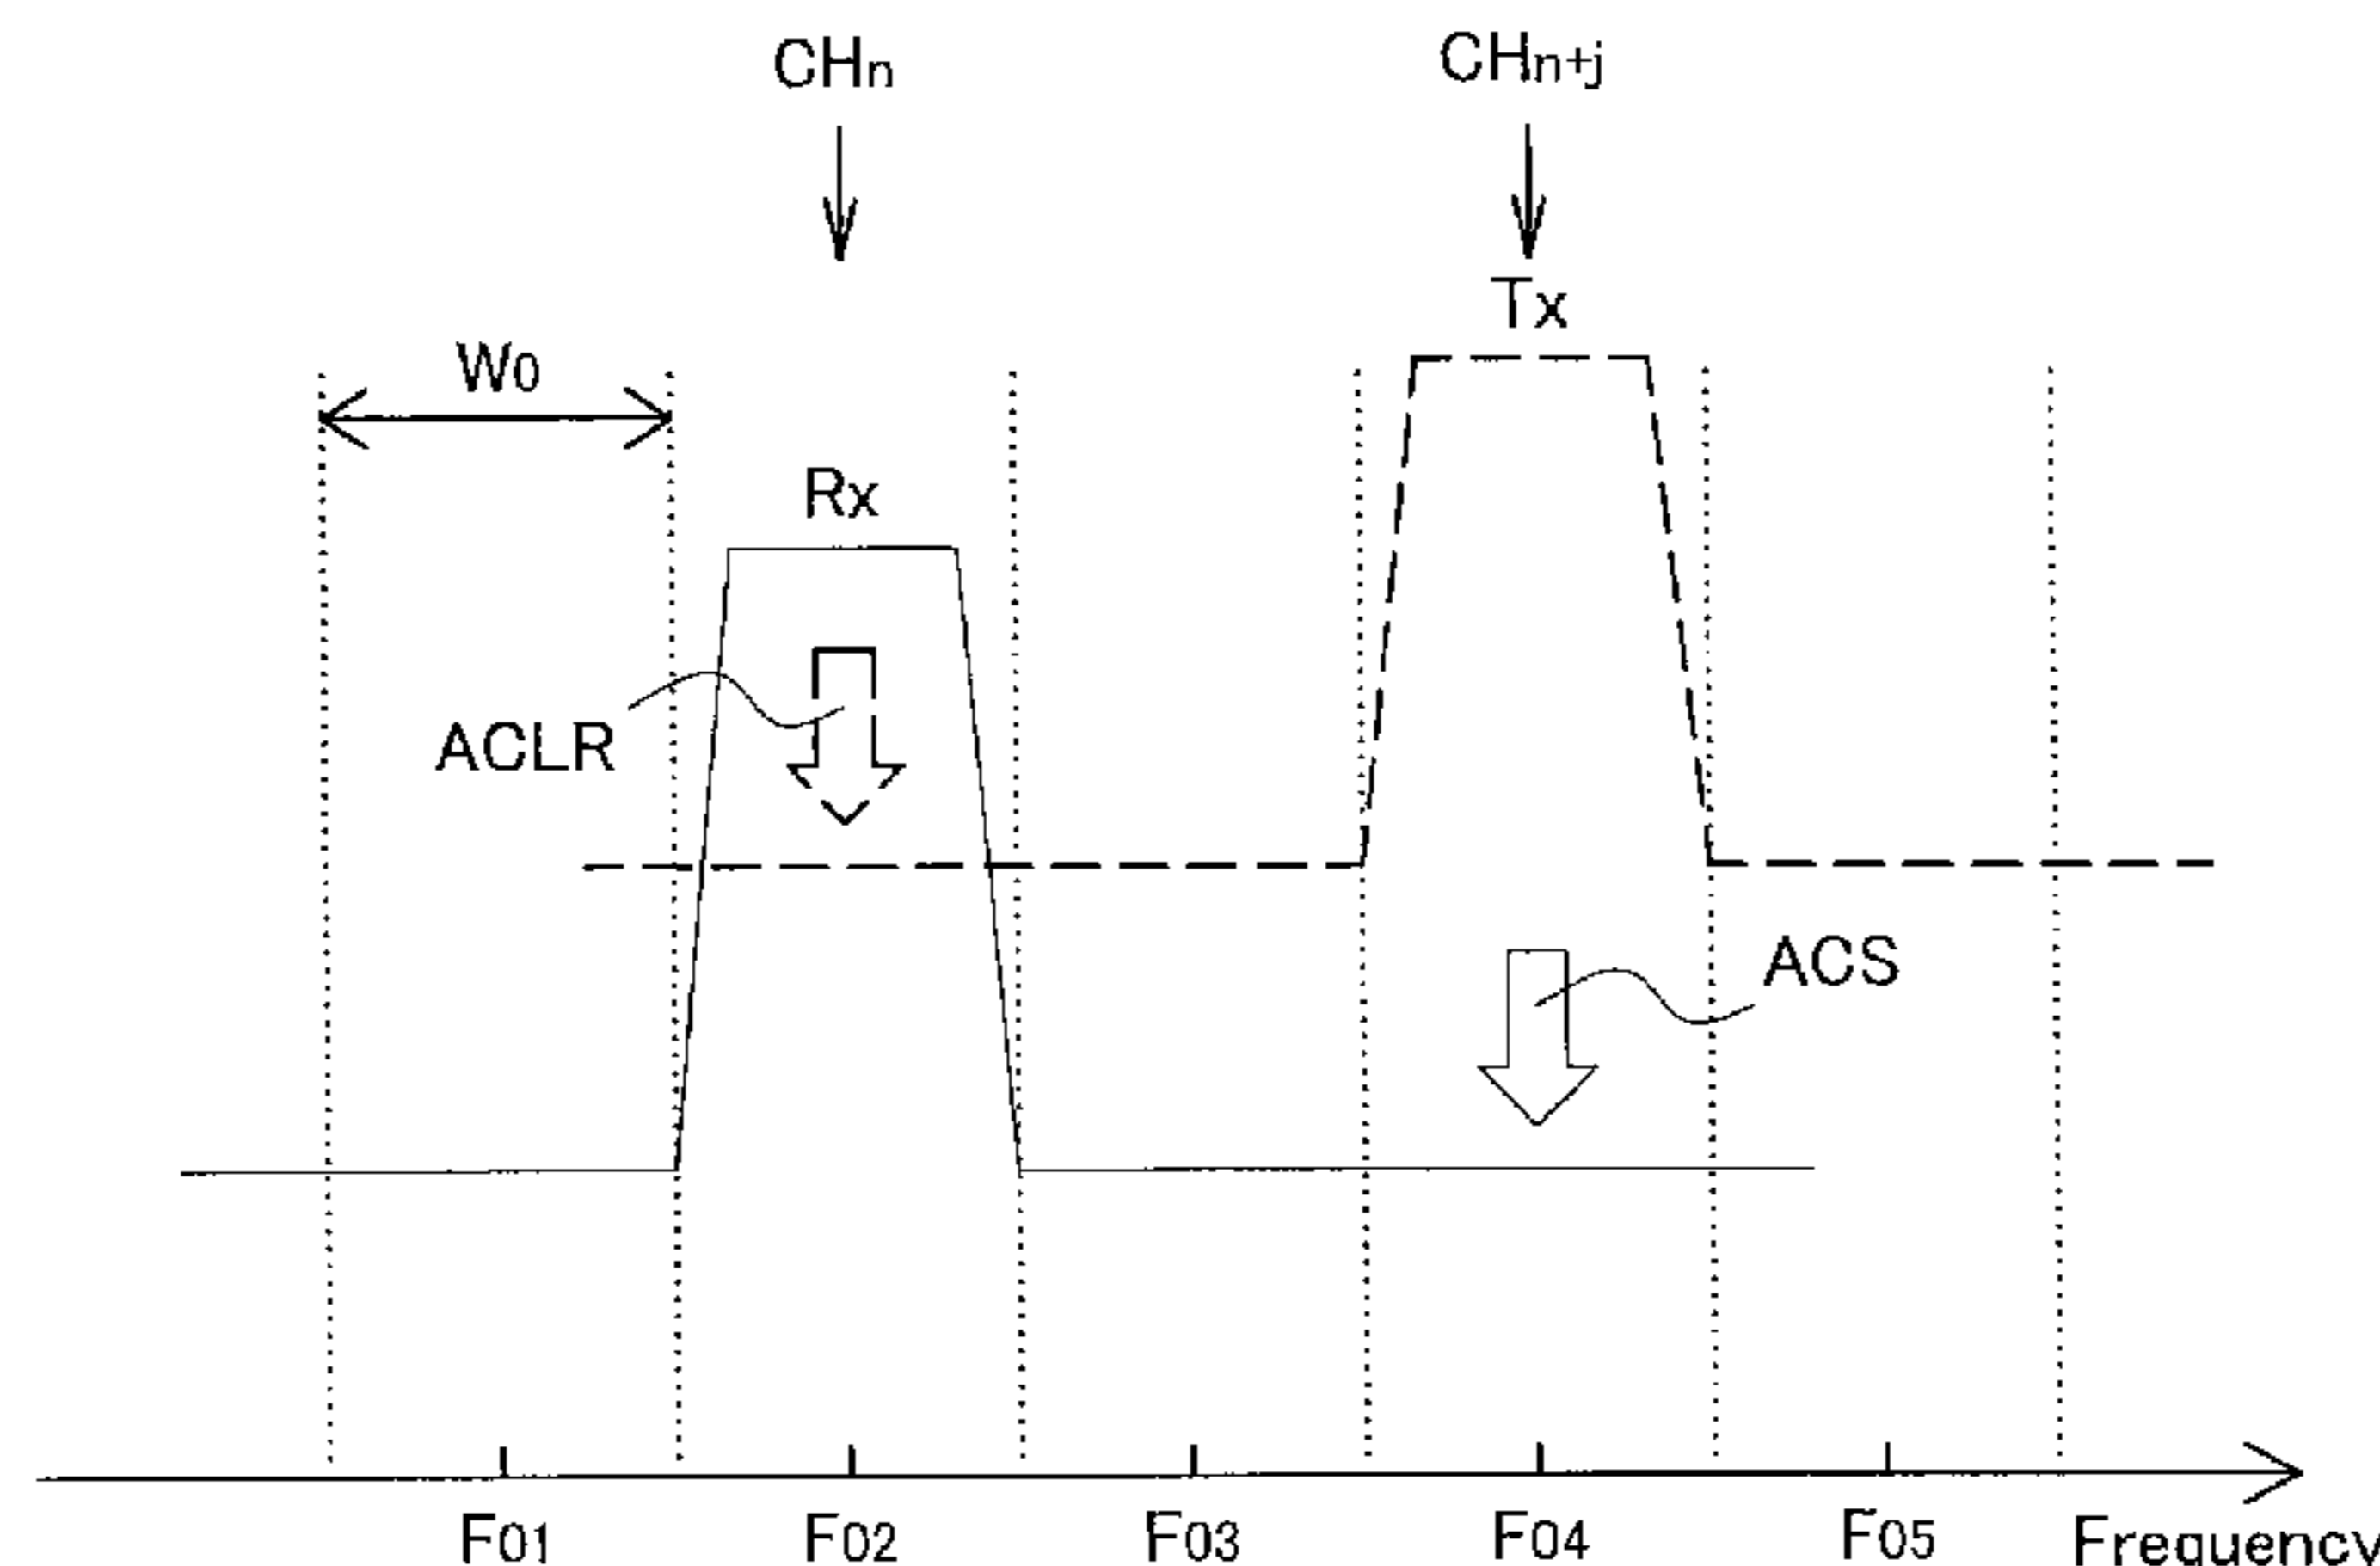 CHn
CHn+j
Tx
W0
Rx
ACLR
ACS
F01
F02
F03
F04
F05
Frequency